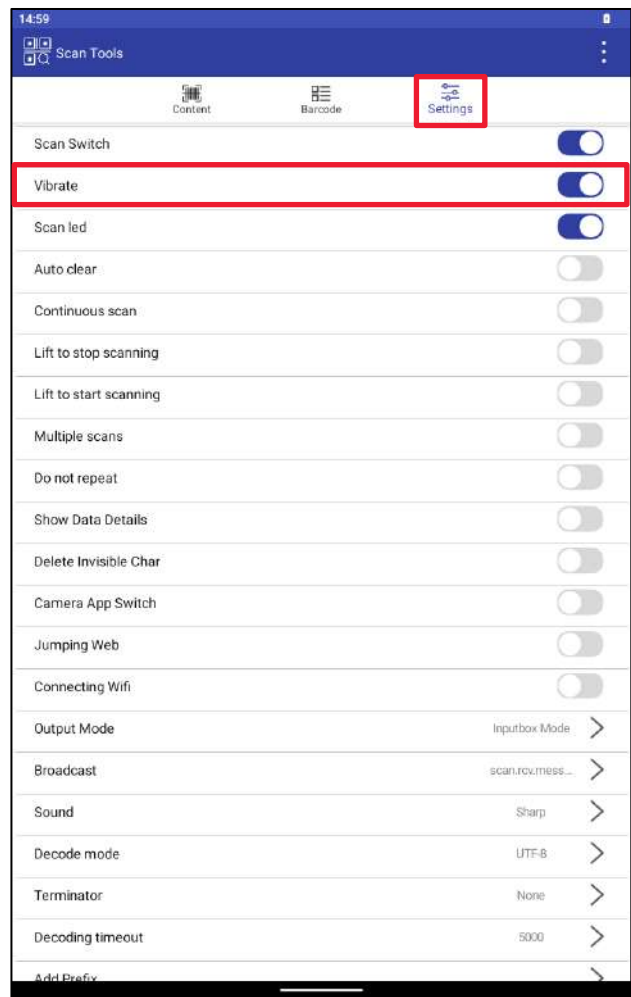 14:59
Scan Tools
Content Barcode Settings
Scan Switch
Vibrate
Scan led
Auto clear
Continuous scan
Lift to stop scanning
Lift to start scanning
Multiple scans
Do not repeat
Show Data Details
Delete Invisible Char
Camera App Switch
Jumping Web
Connecting Wifi
Output Mode Inputbox Mode
Broadcast scan.rcv.mess...
Sound Sharp
Decode mode UTF-8
Terminator None
Decoding timeout 5000
Add Prefix